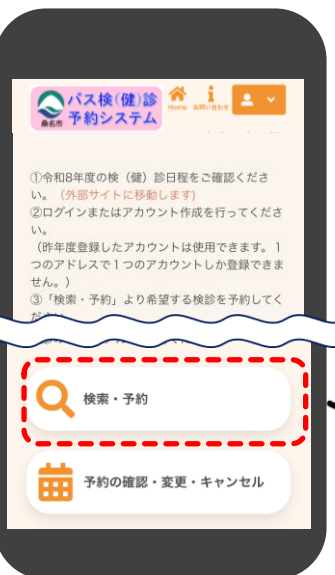 バス検(健)診
予約システム
桑名市
Home
お問い合わせ
①令和8年度の検（健）診日程をご確認くださ
い。（外部サイトに移動します)
②ログインまたはアカウント作成を行ってくださ
い。
（昨年度登録したアカウントは使用できます。1
つのアドレスで1つのアカウントしか登録できま
せん。）
③「検索・予約」より希望する検診を予約してく
検索・予約
予約の確認・変更・キャンセル